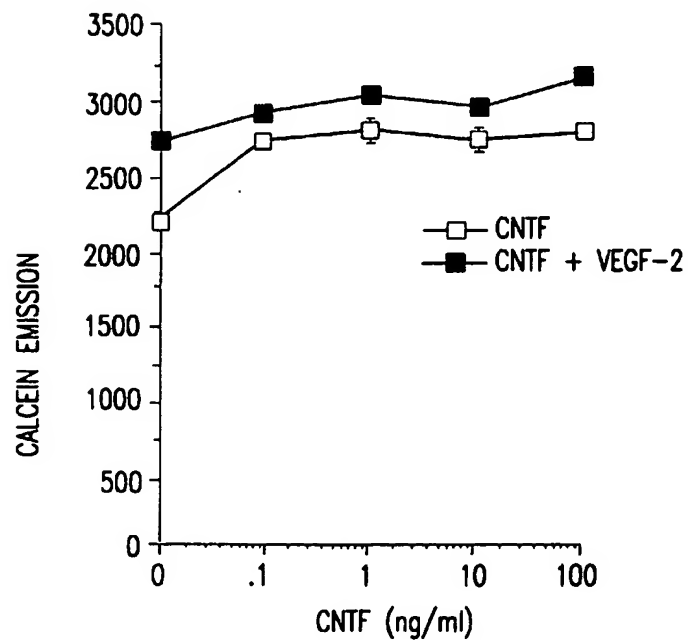 3500
3000
2500
2000
1500
1000
500
0
CALCEIN EMISSION
CNTF
CNTF + VEGF-2
0 .1 1 10 100
CNTF (ng/ml)